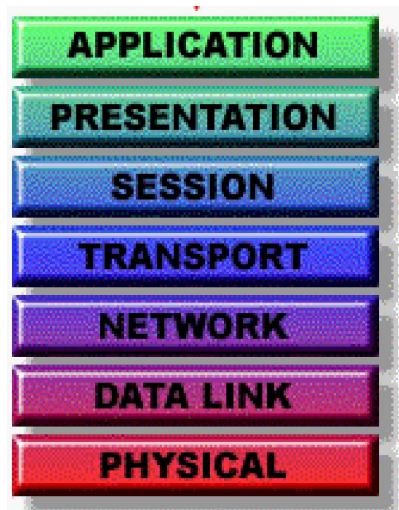 APPLICATION
PRESENTATION
SESSION
TRANSPORT
NETWORK
DATA LINK
PHYSICAL